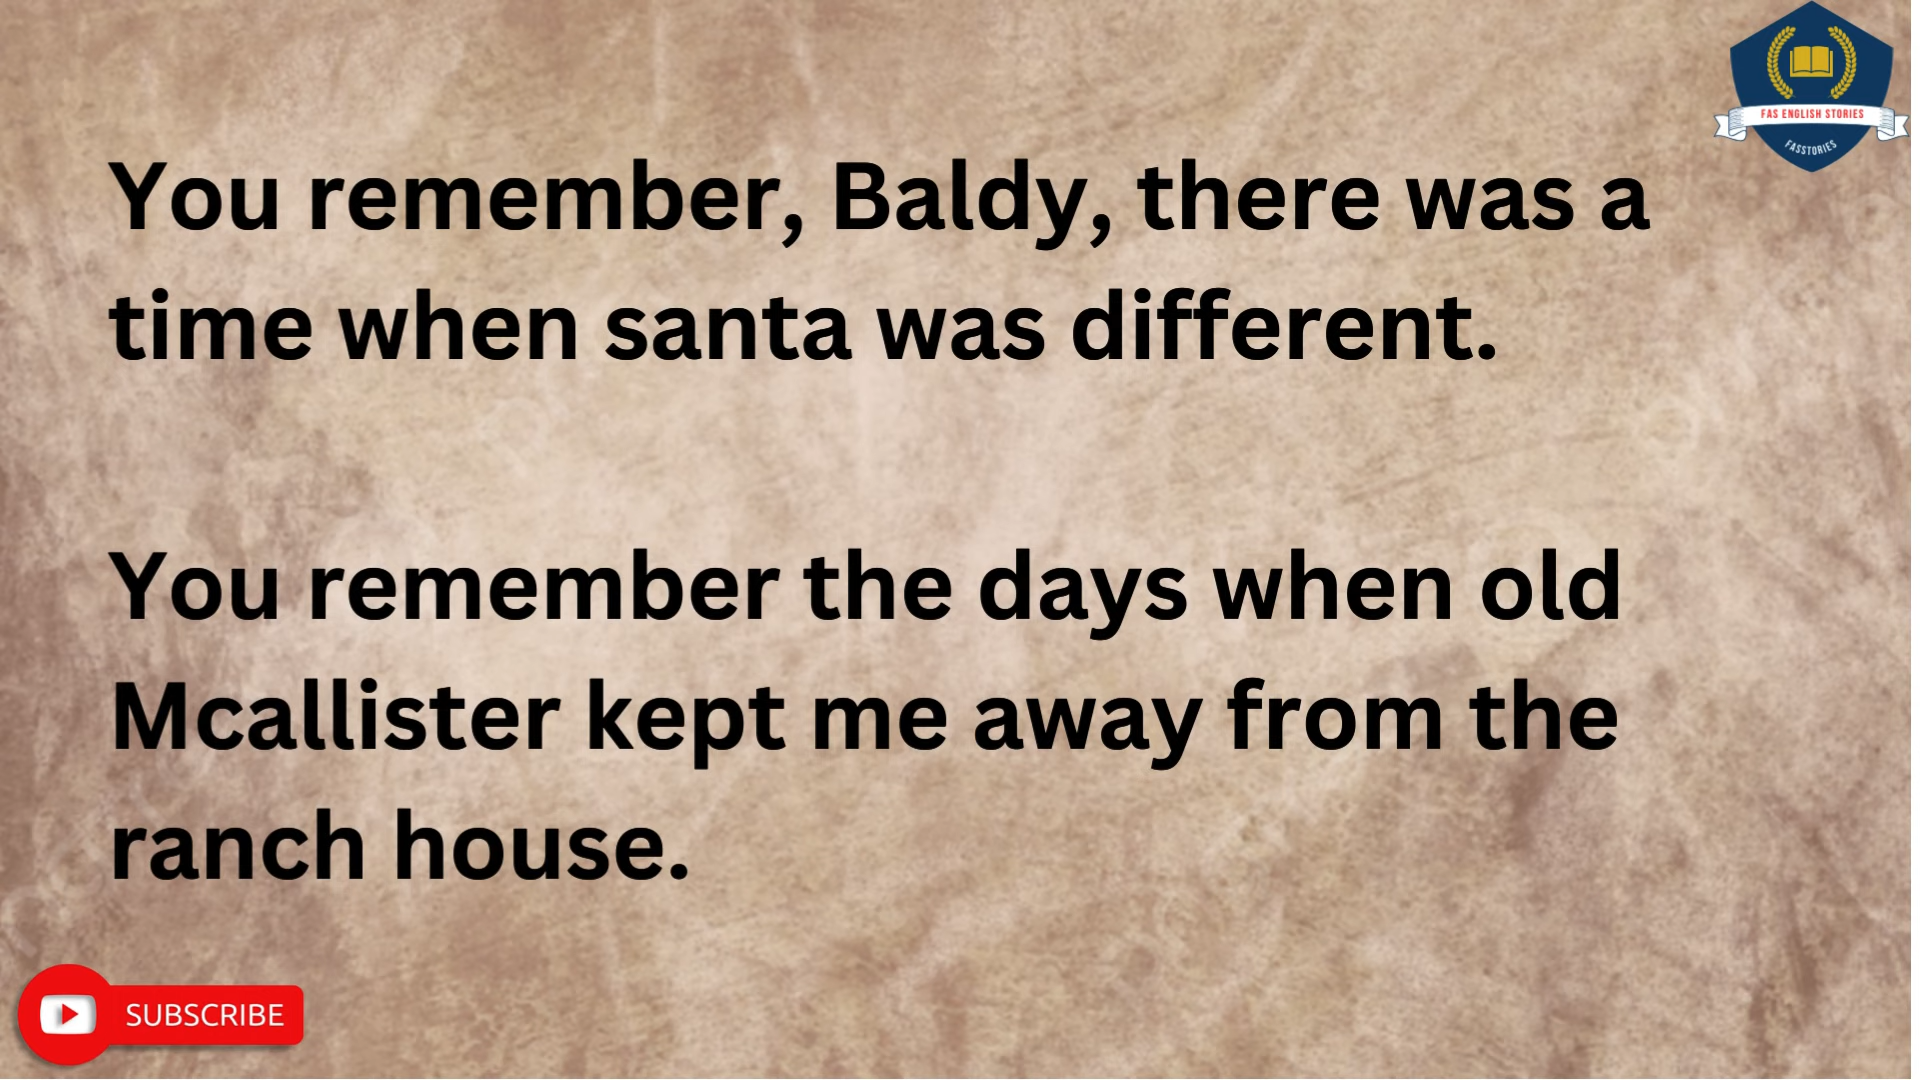 FAS ENGLISH STORIES
FASSTORIES
You remember, Baldy, there was a
time when santa was different.
You remember the days when old
Mcallister kept me away from the
ranch house.
SUBSCRIBE